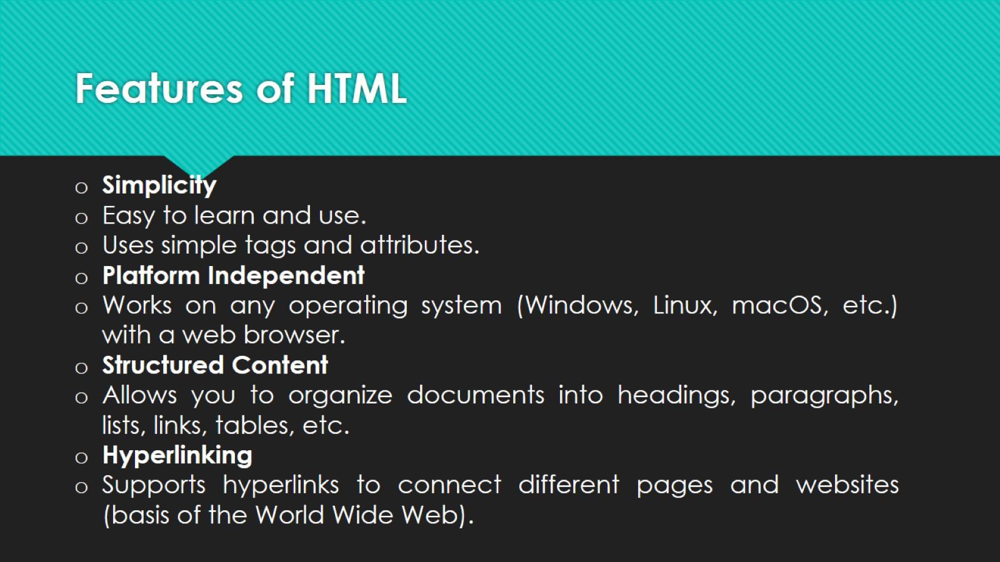 Features of HTML
o Simplicity
o Easy to learn and use.
o Uses simple tags and attributes.
o Platform Independent
o Works on any operating system (Windows, Linux, macOS, etc.)
with a web browser.
o Structured Content
o Allows you to organize documents into headings, paragraphs,
lists, links, tables, etc.
o Hyperlinking
o Supports hyperlinks to connect different pages and websites
(basis of the World Wide Web).